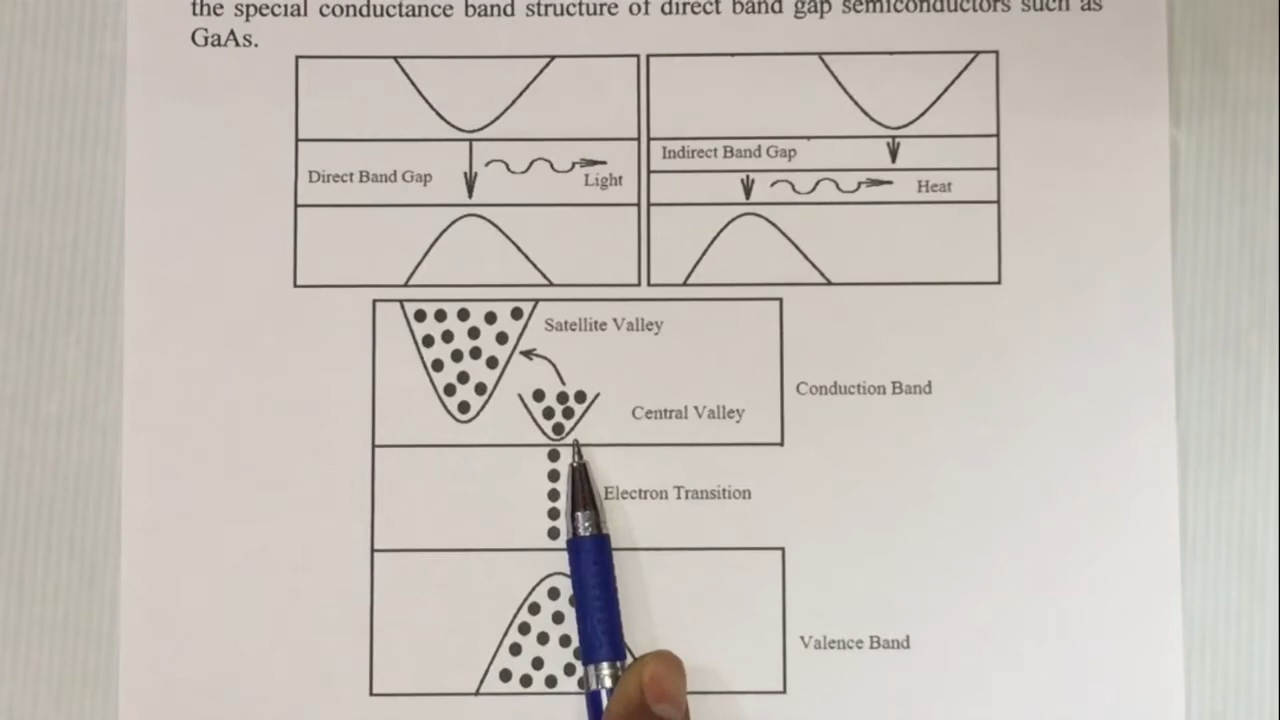 the special conductance band structure of direct band gap semiconductors such as
GaAs.
Direct Band Gap
Light
Indirect Band Gap
Heat
Satellite Valley
Conduction Band
Central Valley
Electron Transition
Valence Band